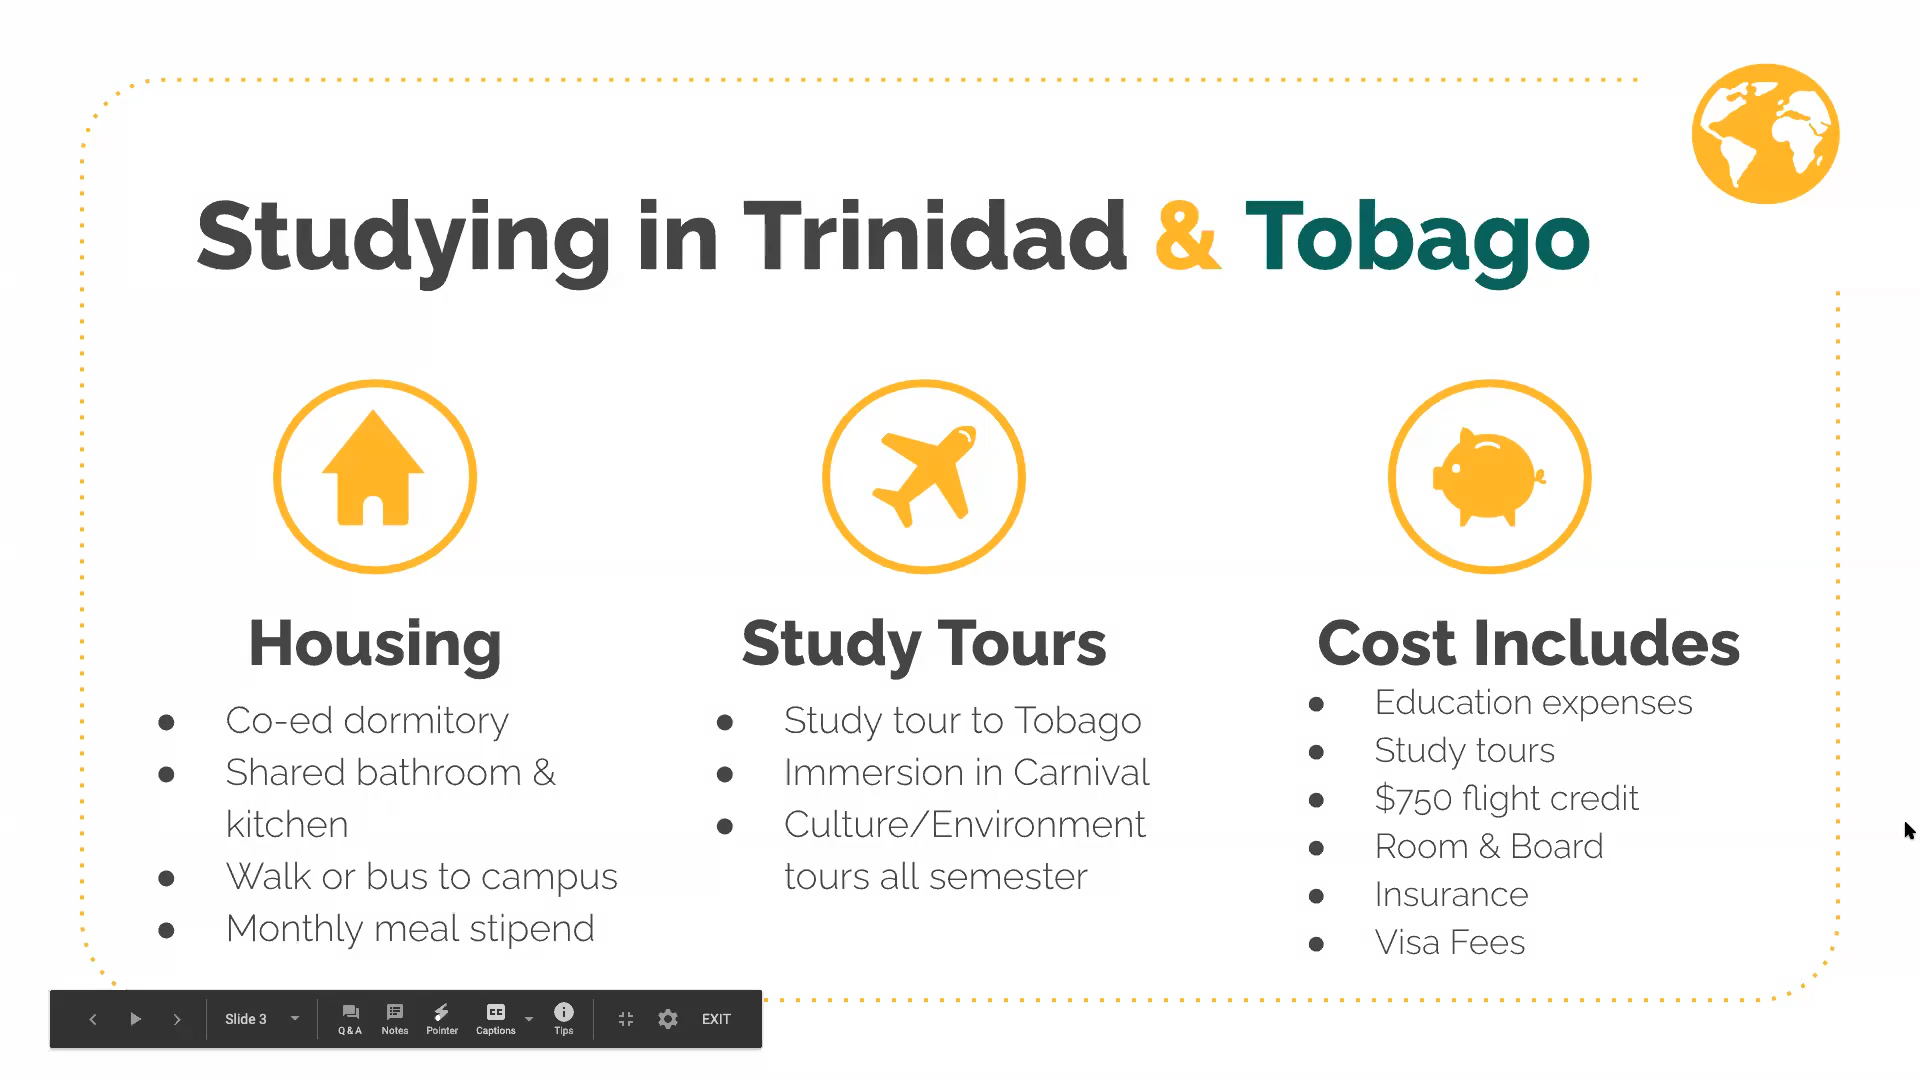 Studying in Trinidad & Tobago
Housing
● Co-ed dormitory
● Shared bathroom &
kitchen
● Walk or bus to campus
● Monthly meal stipend
Study Tours
● Study tour to Tobago
● Immersion in Carnival
● Culture/Environment
tours all semester
Cost Includes
● Education expenses
● Study tours
● $750 flight credit
● Room & Board
● Insurance
● Visa Fees
Slide 3
Q & A
Notes
Pointer
CC
Captions
Tips
EXIT